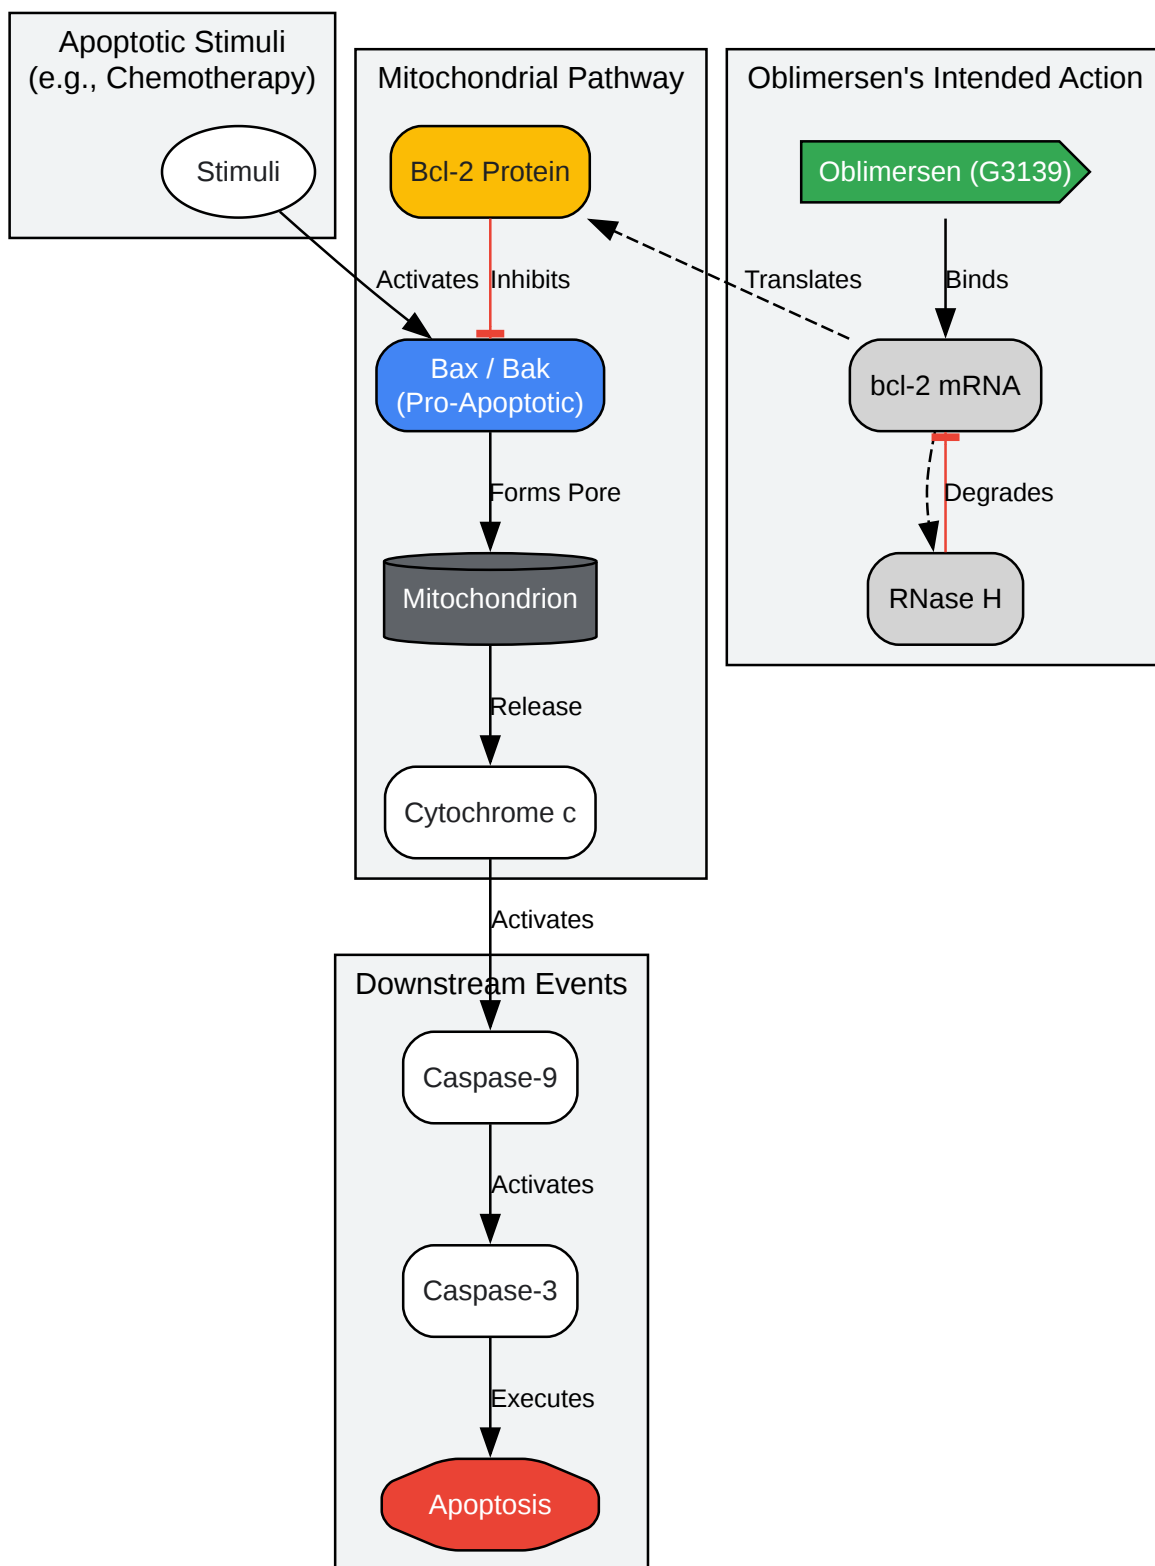 Apoptotic Stimuli
(e.g., Chemotherapy)
Stimuli
Mitochondrial Pathway
Bcl-2 Protein
Activates
Inhibits
Bax / Bak
(Pro-Apoptotic)
Forms Pore
Mitochondrion
Release
Cytochrome c
Oblimersen's Intended Action
Oblimersen (G3139)
Translates
Binds
bcl-2 mRNA
Degrades
RNase H
Activates
Downstream Events
Caspase-9
Activates
Caspase-3
Executes
Apoptosis